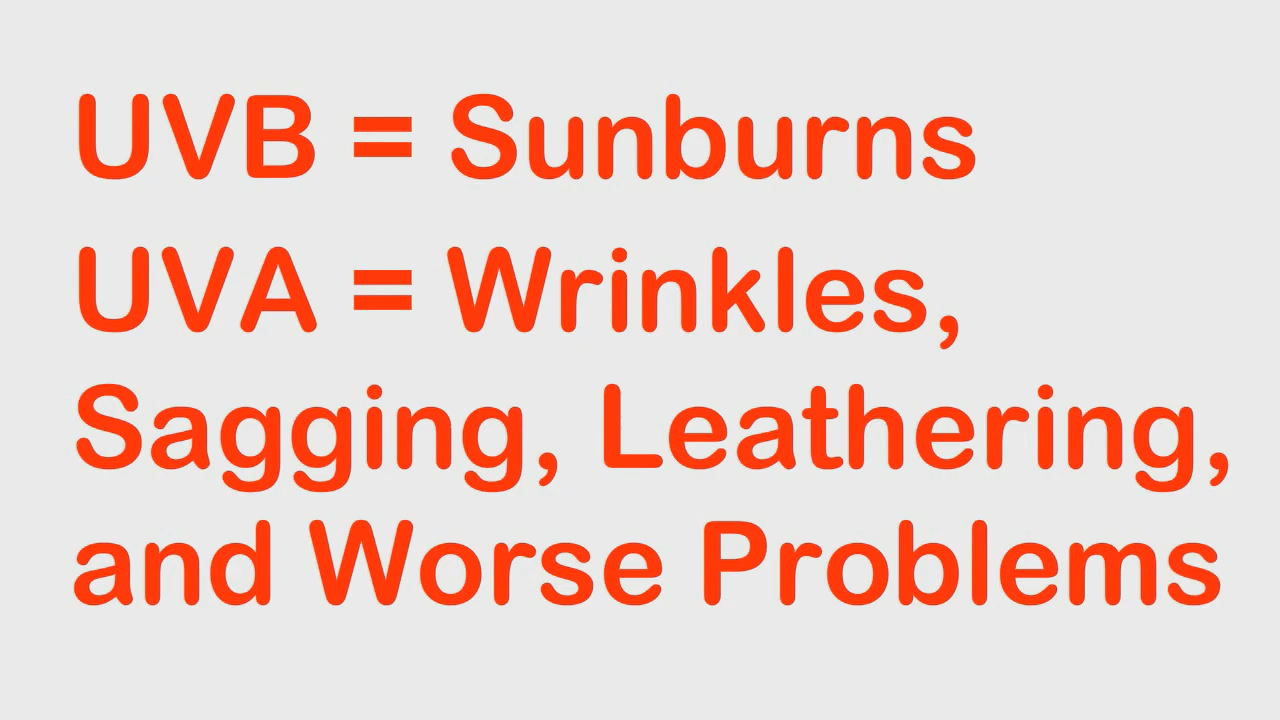 UVB = Sunburns
UVA = Wrinkles,
Sagging, Leathering,
and Worse Problems